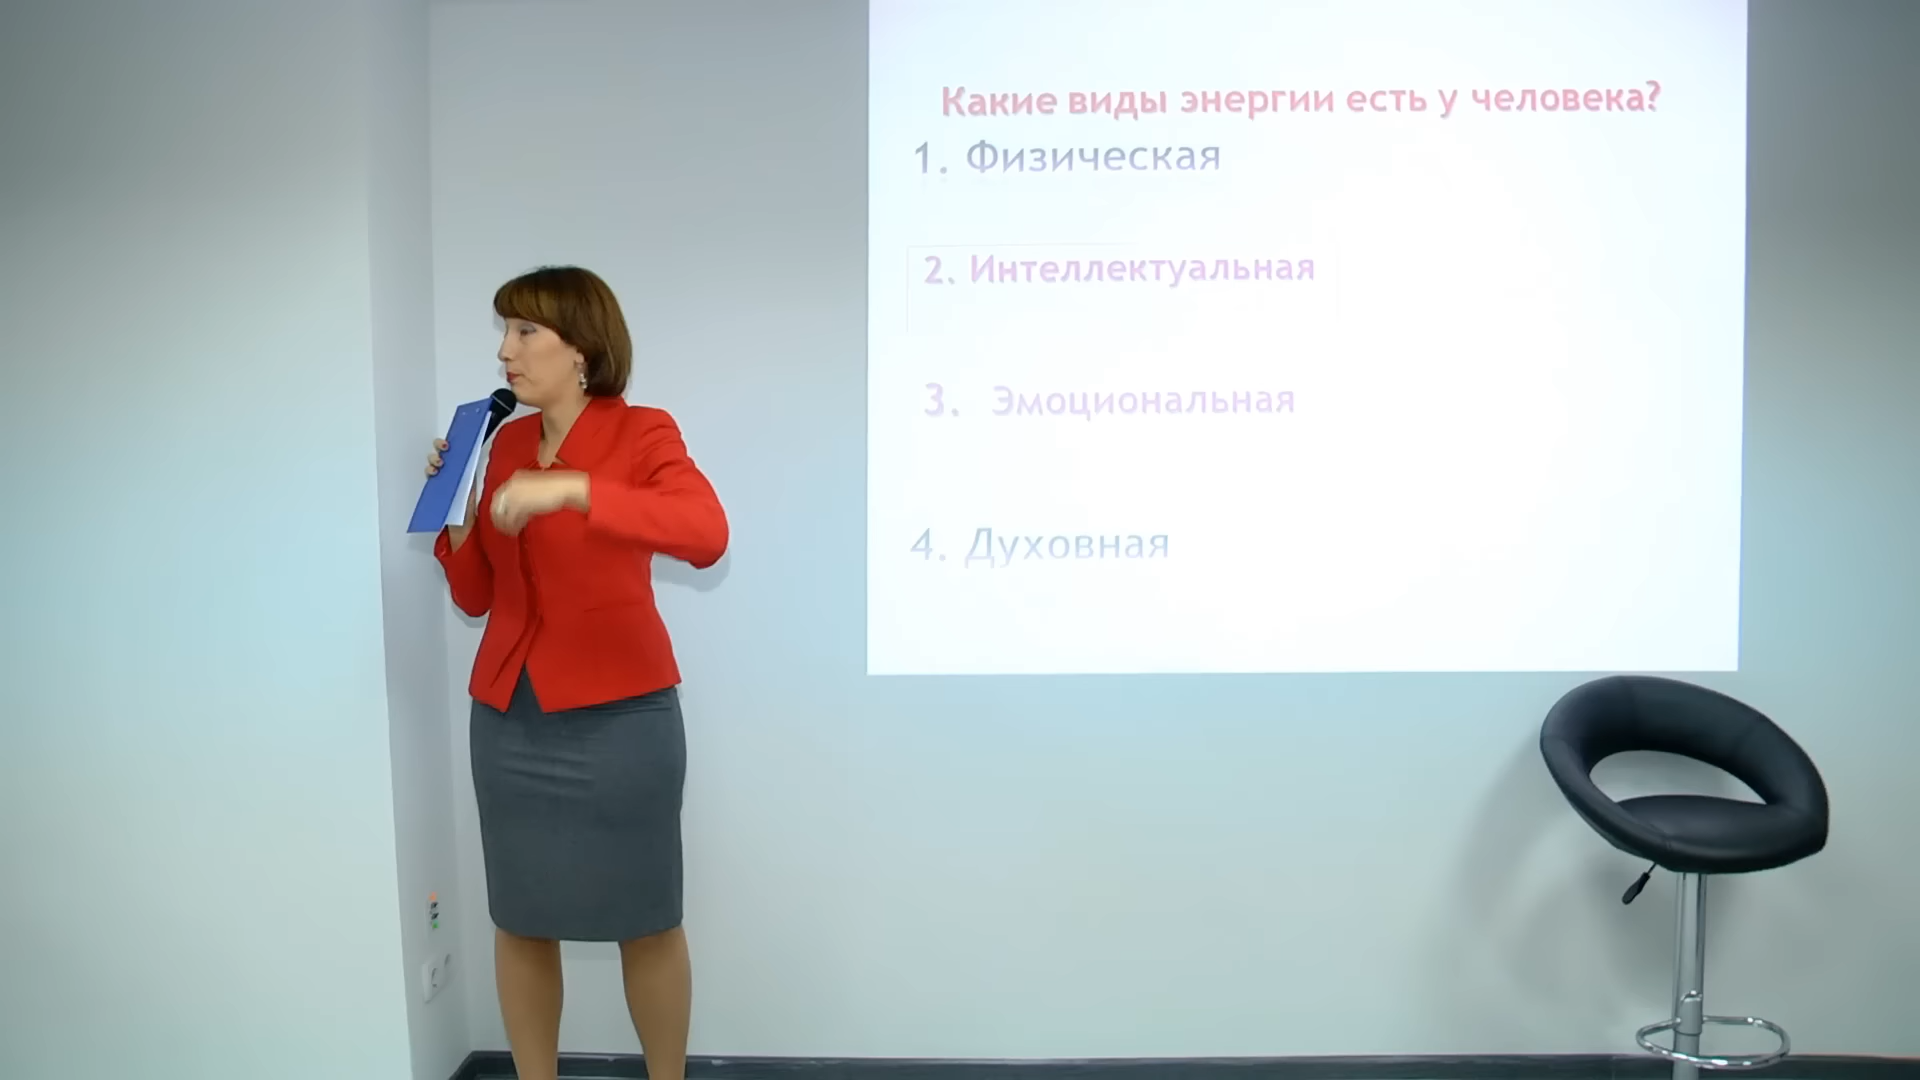 Какие виды энергии есть у человека?
1. Физическая
2. Интеллектуальная
3. Эмоциональная
4. Духовная